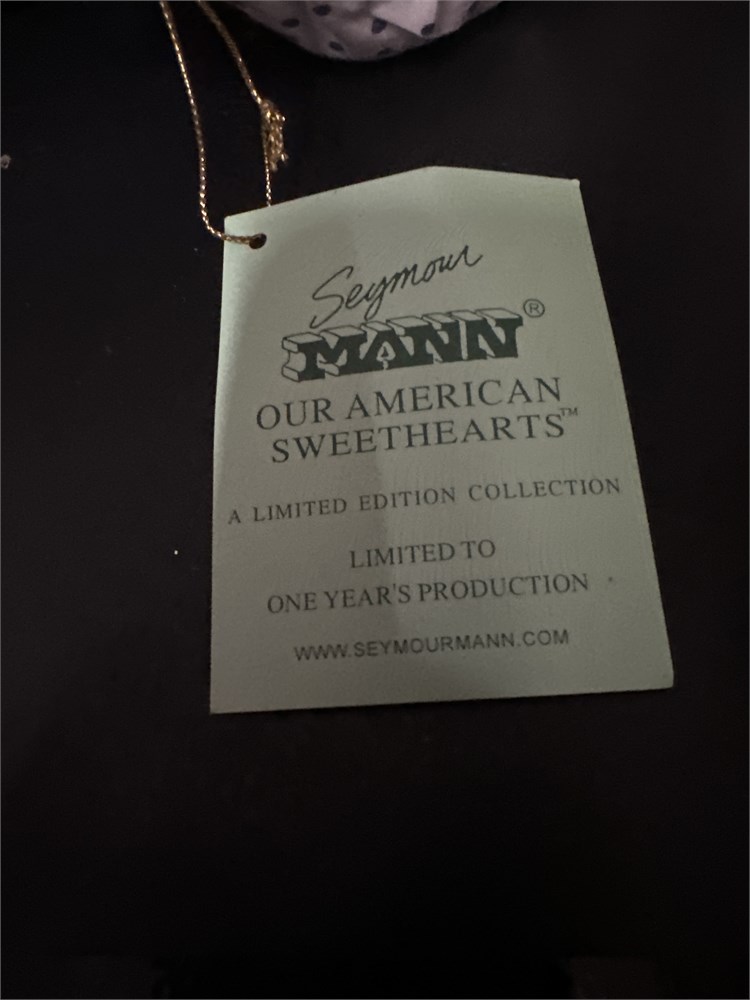 Seymour
MANN®
OUR AMERICAN
SWEETHEARTS™
A LIMITED EDITION COLLECTION
LIMITED TO
ONE YEAR'S PRODUCTION
WWW.SEYMOURMANN.COM